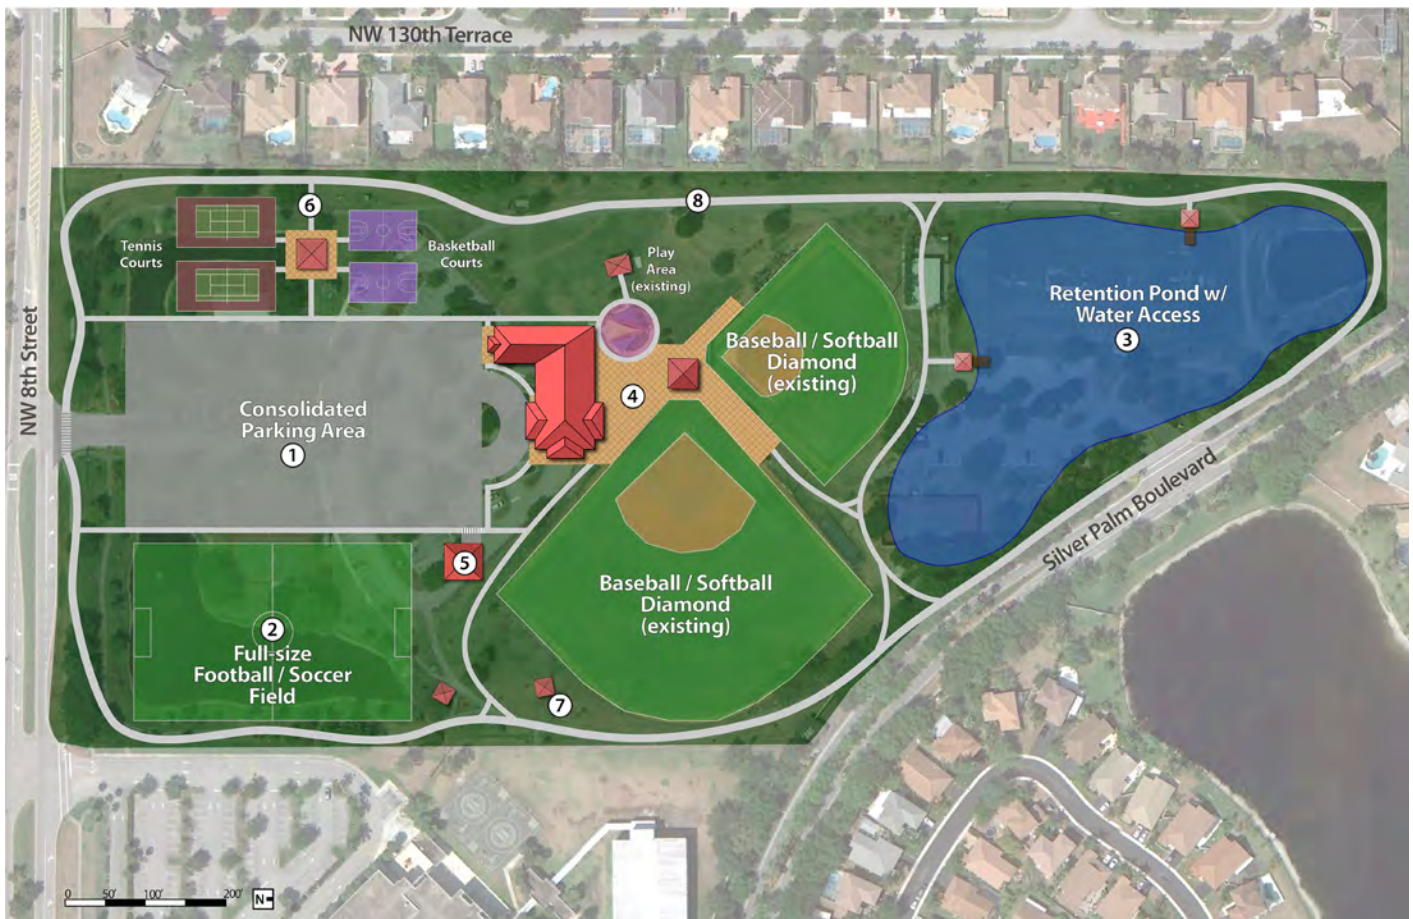 NW 130th Terrace
8
6
Tennis
Courts
Basketball
Courts
Play
Area
(existing)
Retention Pond w/
Water Access
3
Baseball / Softball
Diamond
(existing)
NW 8th Street
4
Consolidated
Parking Area
1
Silver Palm Boulevard
5
Baseball / Softball
Diamond
(existing)
2
Full-size
Football / Soccer
Field
7
0 50' 100' 200'
N